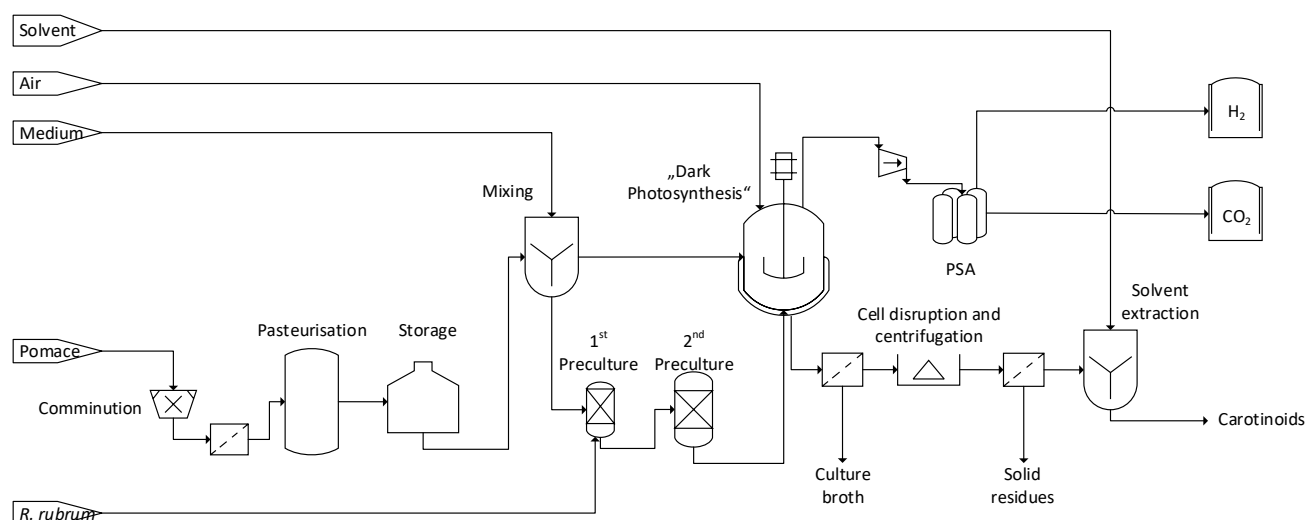 Solvent
Air
Medium
Mixing
„Dark
Photosynthesis“
H₂
CO₂
PSA
Solvent
extraction
Pasteurisation
Storage
1st
Preculture
2nd
Preculture
Cell disruption and
centrifugation
Pomace
Comminution
Carotinoids
Culture
broth
Solid
residues
R. rubrum